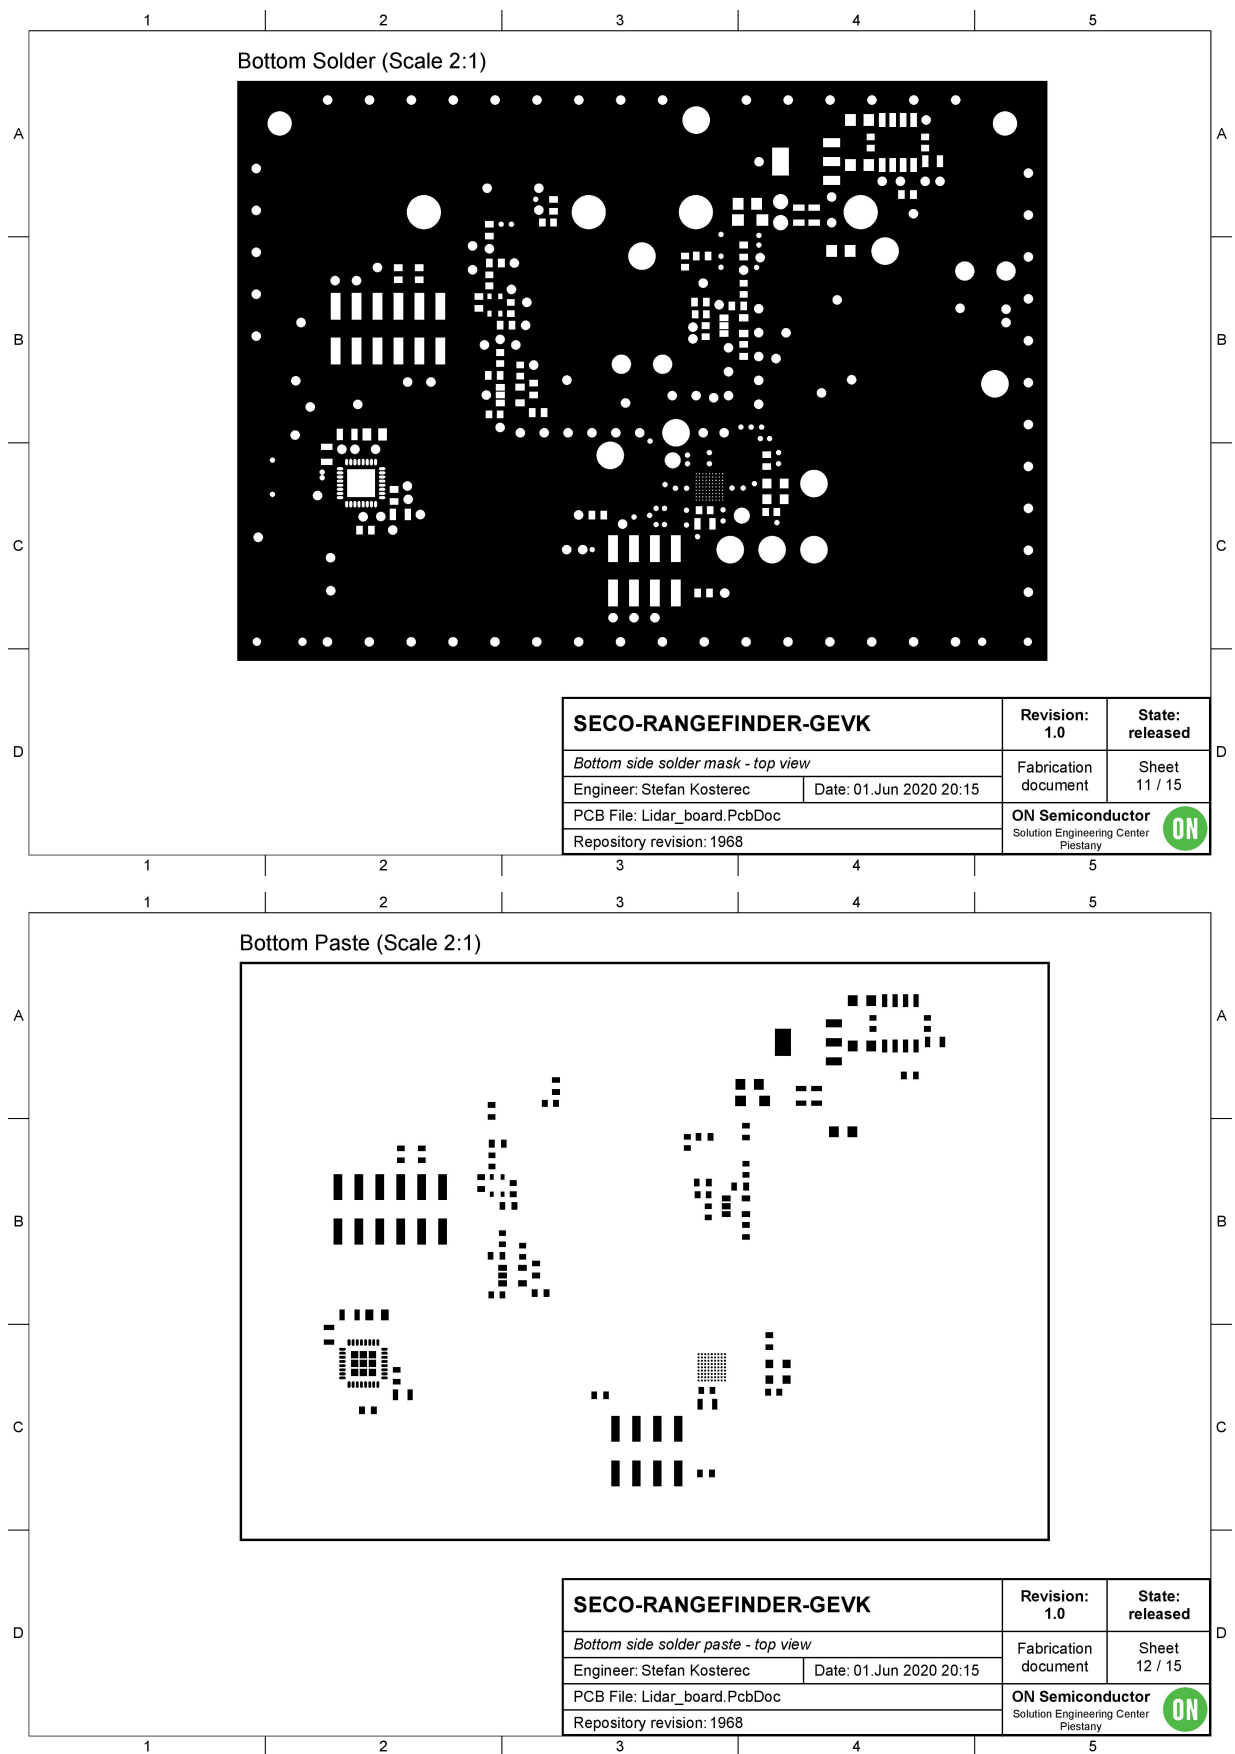 1 2 3 4 5
Bottom Solder (Scale 2:1)
A A
B B
C C
D D
SECO-RANGEFINDER-GEVK
Revision:
1.0
State:
released
Bottom side solder mask - top view
Fabrication
document
Sheet
11 / 15
Engineer: Stefan Kosterec
Date: 01.Jun 2020 20:15
PCB File: Lidar_board.PcbDoc
Repository revision: 1968
ON Semiconductor
Solution Engineering Center
Piestany
ON
1 2 3 4 5
1 2 3 4 5
Bottom Paste (Scale 2:1)
A A
B B
C C
D D
SECO-RANGEFINDER-GEVK
Revision:
1.0
State:
released
Bottom side solder paste - top view
Fabrication
document
Sheet
12 / 15
Engineer: Stefan Kosterec
Date: 01.Jun 2020 20:15
PCB File: Lidar_board.PcbDoc
Repository revision: 1968
ON Semiconductor
Solution Engineering Center
Piestany
ON
1 2 3 4 5